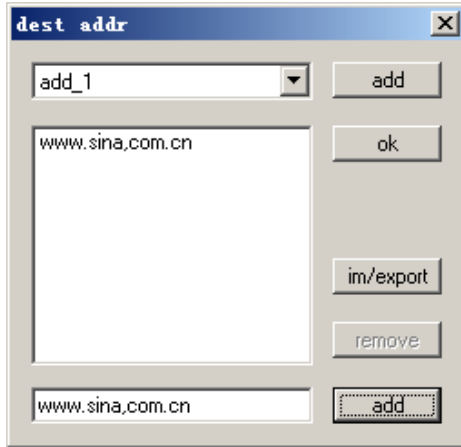 dest addr
add_1
add
www.sina,com.cn
ok
im/export
remove
www.sina,com.cn
add